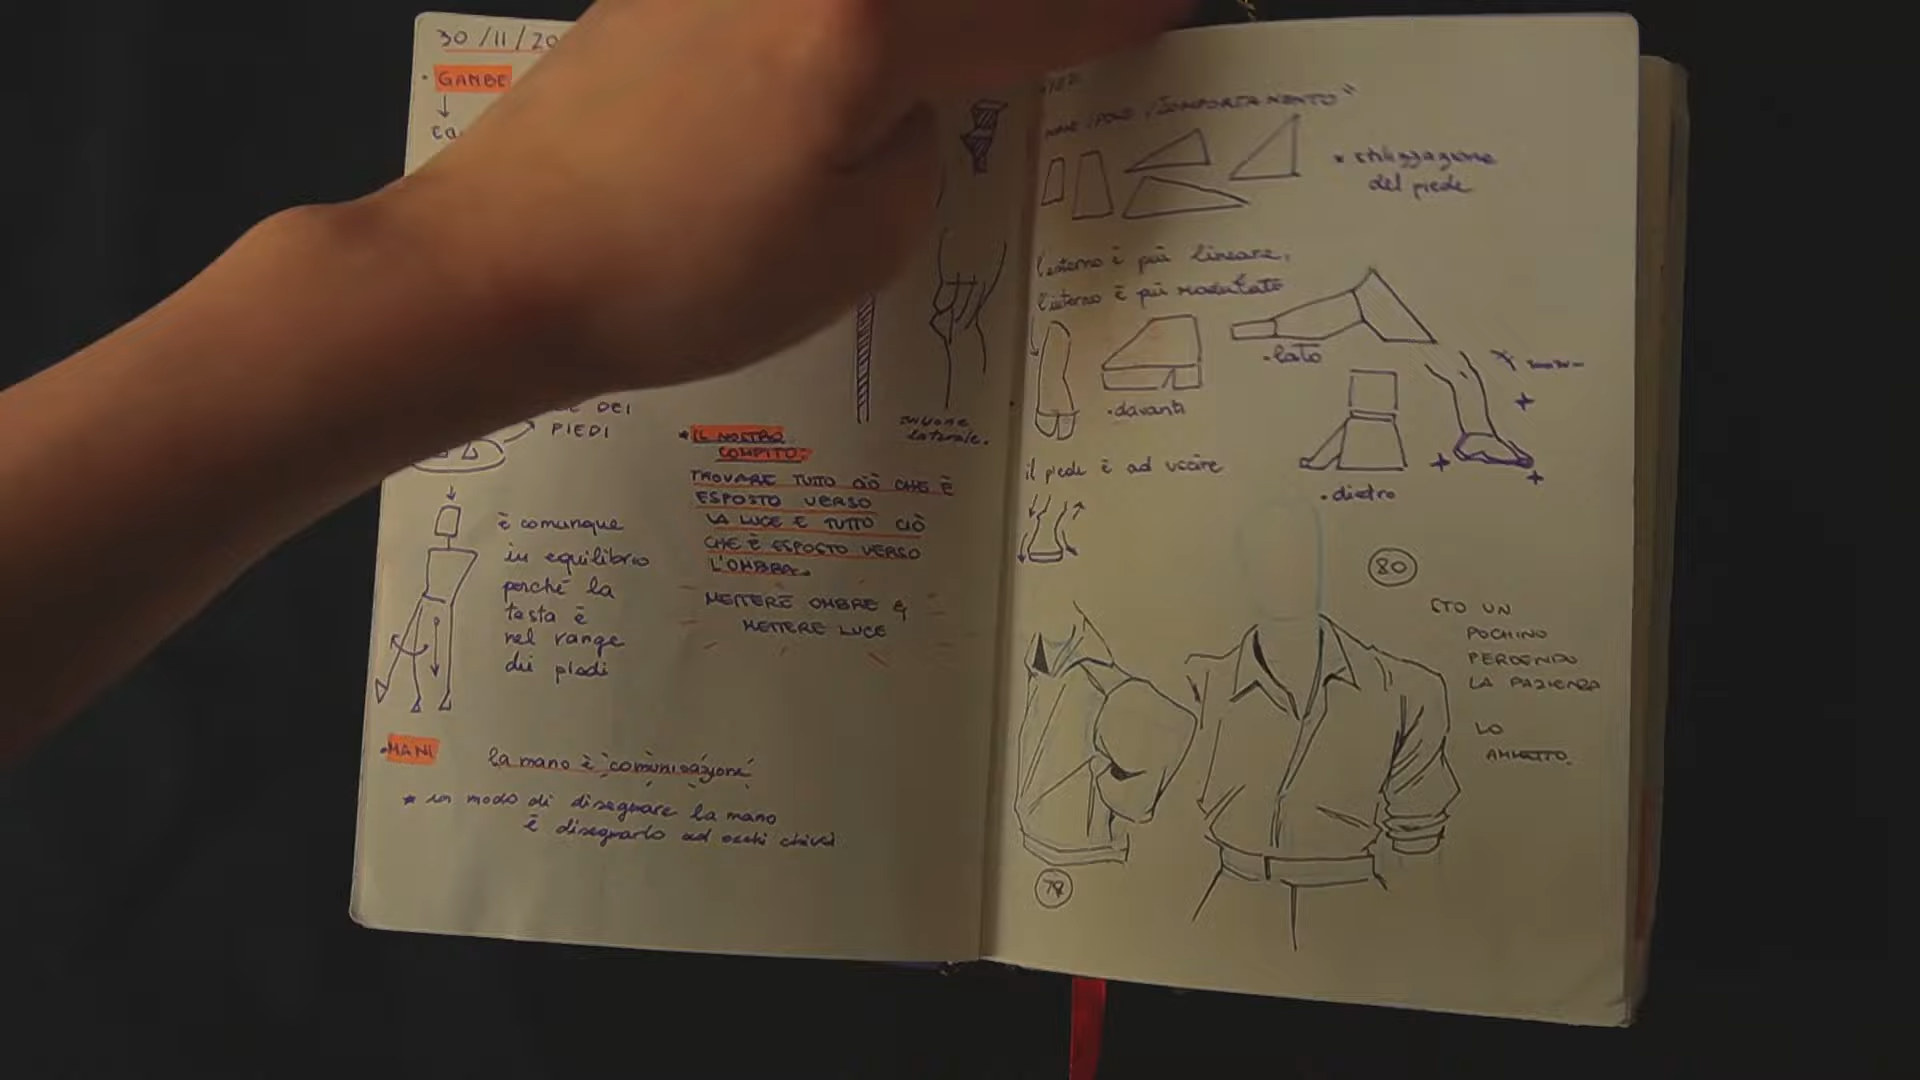 30/11/20
• GAMBE
DEI
PIEDI
è comunque
in equilibrio
perché la
testa è
nel range
dei piedi
• MANI
la mano è "comunicazione"
* un modo di disegnare la mano
è disegnarlo ad occhi chiusi
laterale.
* IL NOSTRO
COMPITO:
TROVARE TUTTO CIÒ CHE È
ESPOSTO VERSO
LA LUCE E TUTTO CIÒ
CHE È ESPOSTO VERSO
L'OMBRA.
METTERE OMBRE &
METTERE LUCE
* stilizzazione
del piede
l'esterno è più lineare,
l'interno è più modulato
• lato
• davanti
• dietro
il piede è ad uscire
80
STO UN
POCHINO
PERDENDO
LA PAZIENZA
LO
AMMETTO.